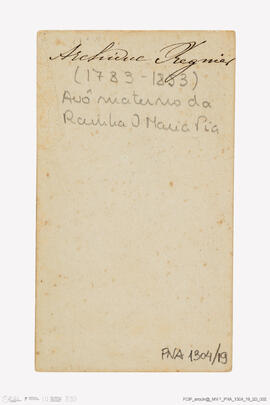 Archiduc Regnier
(1783-1853)
Avô materno da
Rainha D Maria Pia
PNA 1304/19